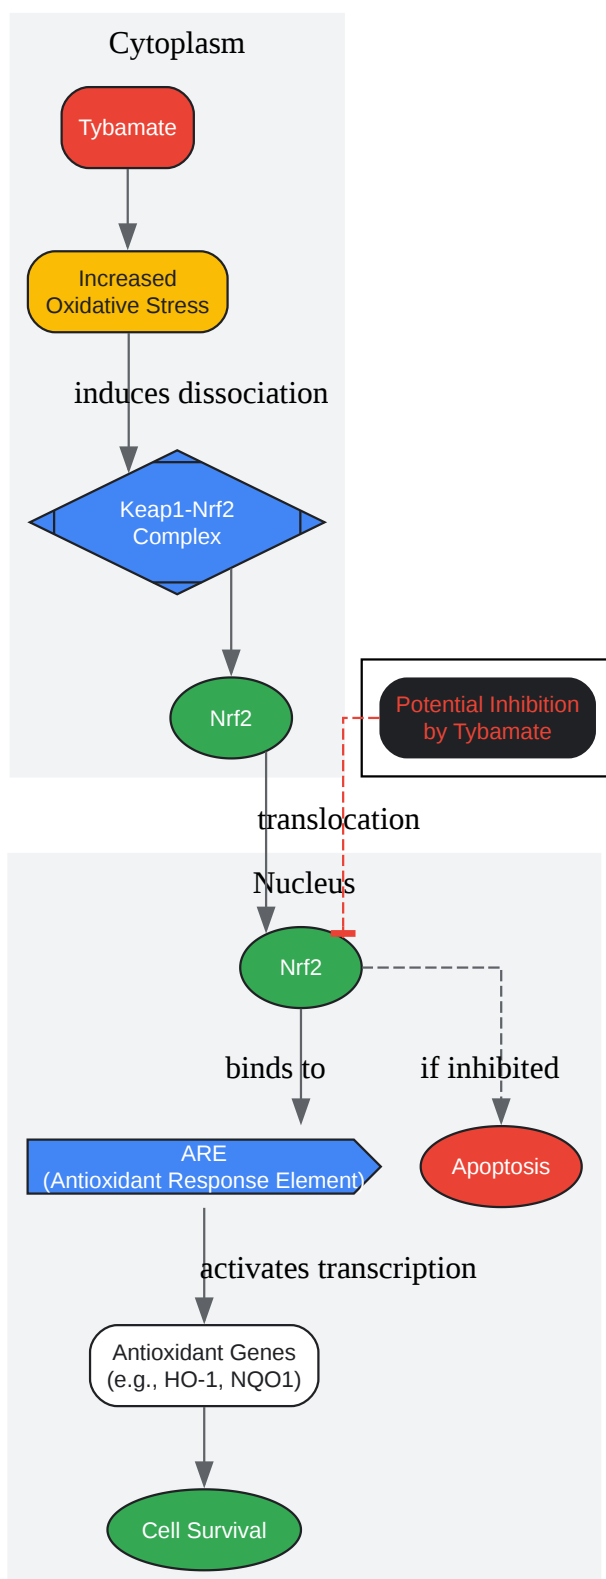 Cytoplasm
Tybamate
Increased
Oxidative Stress
induces dissociation
Keap1-Nrf2
Complex
Nrf2
Potential Inhibition
by Tybamate
translocation
Nucleus
Nrf2
binds to
if inhibited
ARE
(Antioxidant Response Element)
Apoptosis
activates transcription
Antioxidant Genes
(e.g., HO-1, NQO1)
Cell Survival